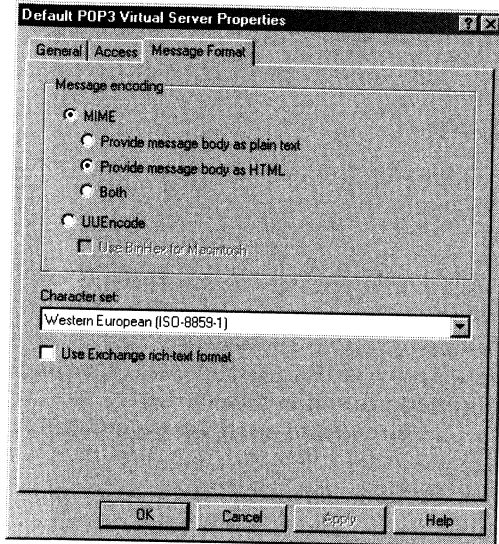 Default POP3 Virtual Server Properties
General Access Message Format
Message encoding
MIME
Provide message body as plain text
Provide message body as HTML
Both
UUEncode
Use BinHex for Macintosh
Character set:
Western European (ISO-8859-1)
Use Exchange rich-text format
OK Cancel Apply Help